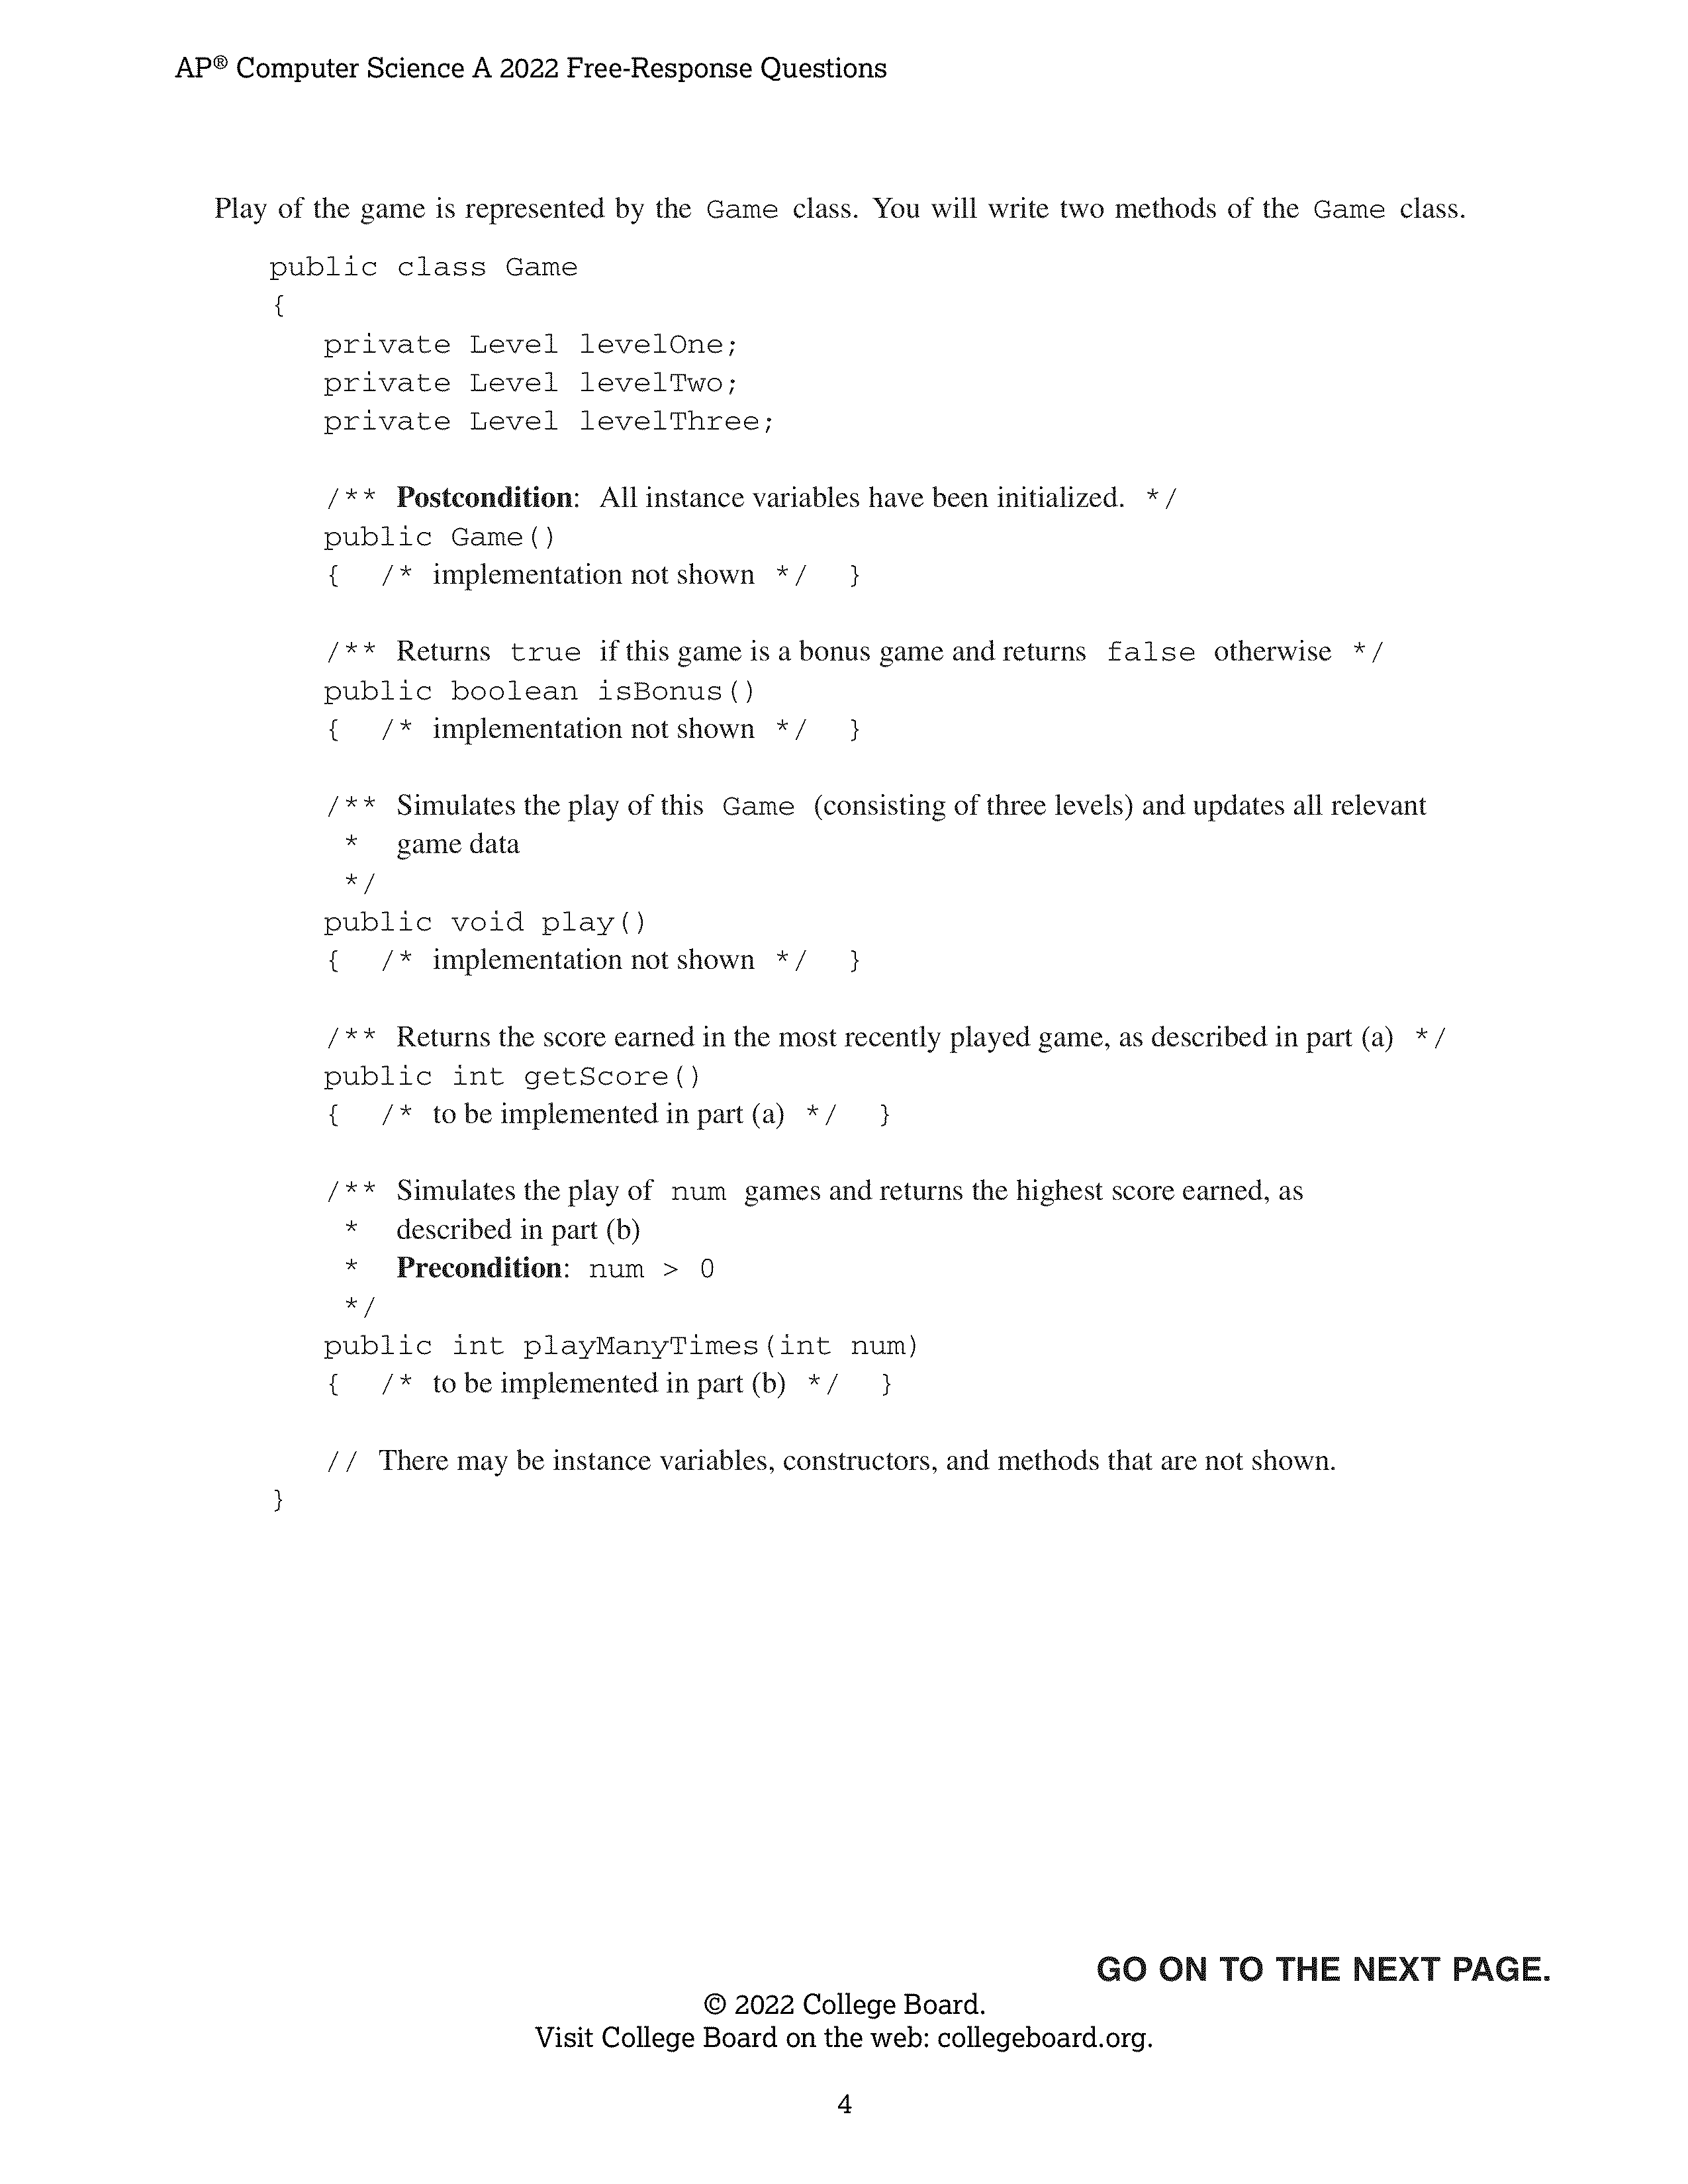 AP® Computer Science A 2022 Free-Response Questions
Play of the game is represented by the Game class. You will write two methods of the Game class.
public class Game
{
private Level levelOne;
private Level levelTwo;
private Level levelThree;
/** Postcondition: All instance variables have been initialized. */
public Game()
{ /* implementation not shown */ }
/** Returns true if this game is a bonus game and returns false otherwise */
public boolean isBonus()
{ /* implementation not shown */ }
/** Simulates the play of this Game (consisting of three levels) and updates all relevant
* game data
*/
public void play()
{ /* implementation not shown */ }
/** Returns the score earned in the most recently played game, as described in part (a) */
public int getScore()
{ /* to be implemented in part (a) */ }
/** Simulates the play of num games and returns the highest score earned, as
* described in part (b)
* Precondition: num > 0
*/
public int playManyTimes(int num)
{ /* to be implemented in part (b) */ }
// There may be instance variables, constructors, and methods that are not shown.
}
GO ON TO THE NEXT PAGE.
© 2022 College Board.
Visit College Board on the web: collegeboard.org.
4